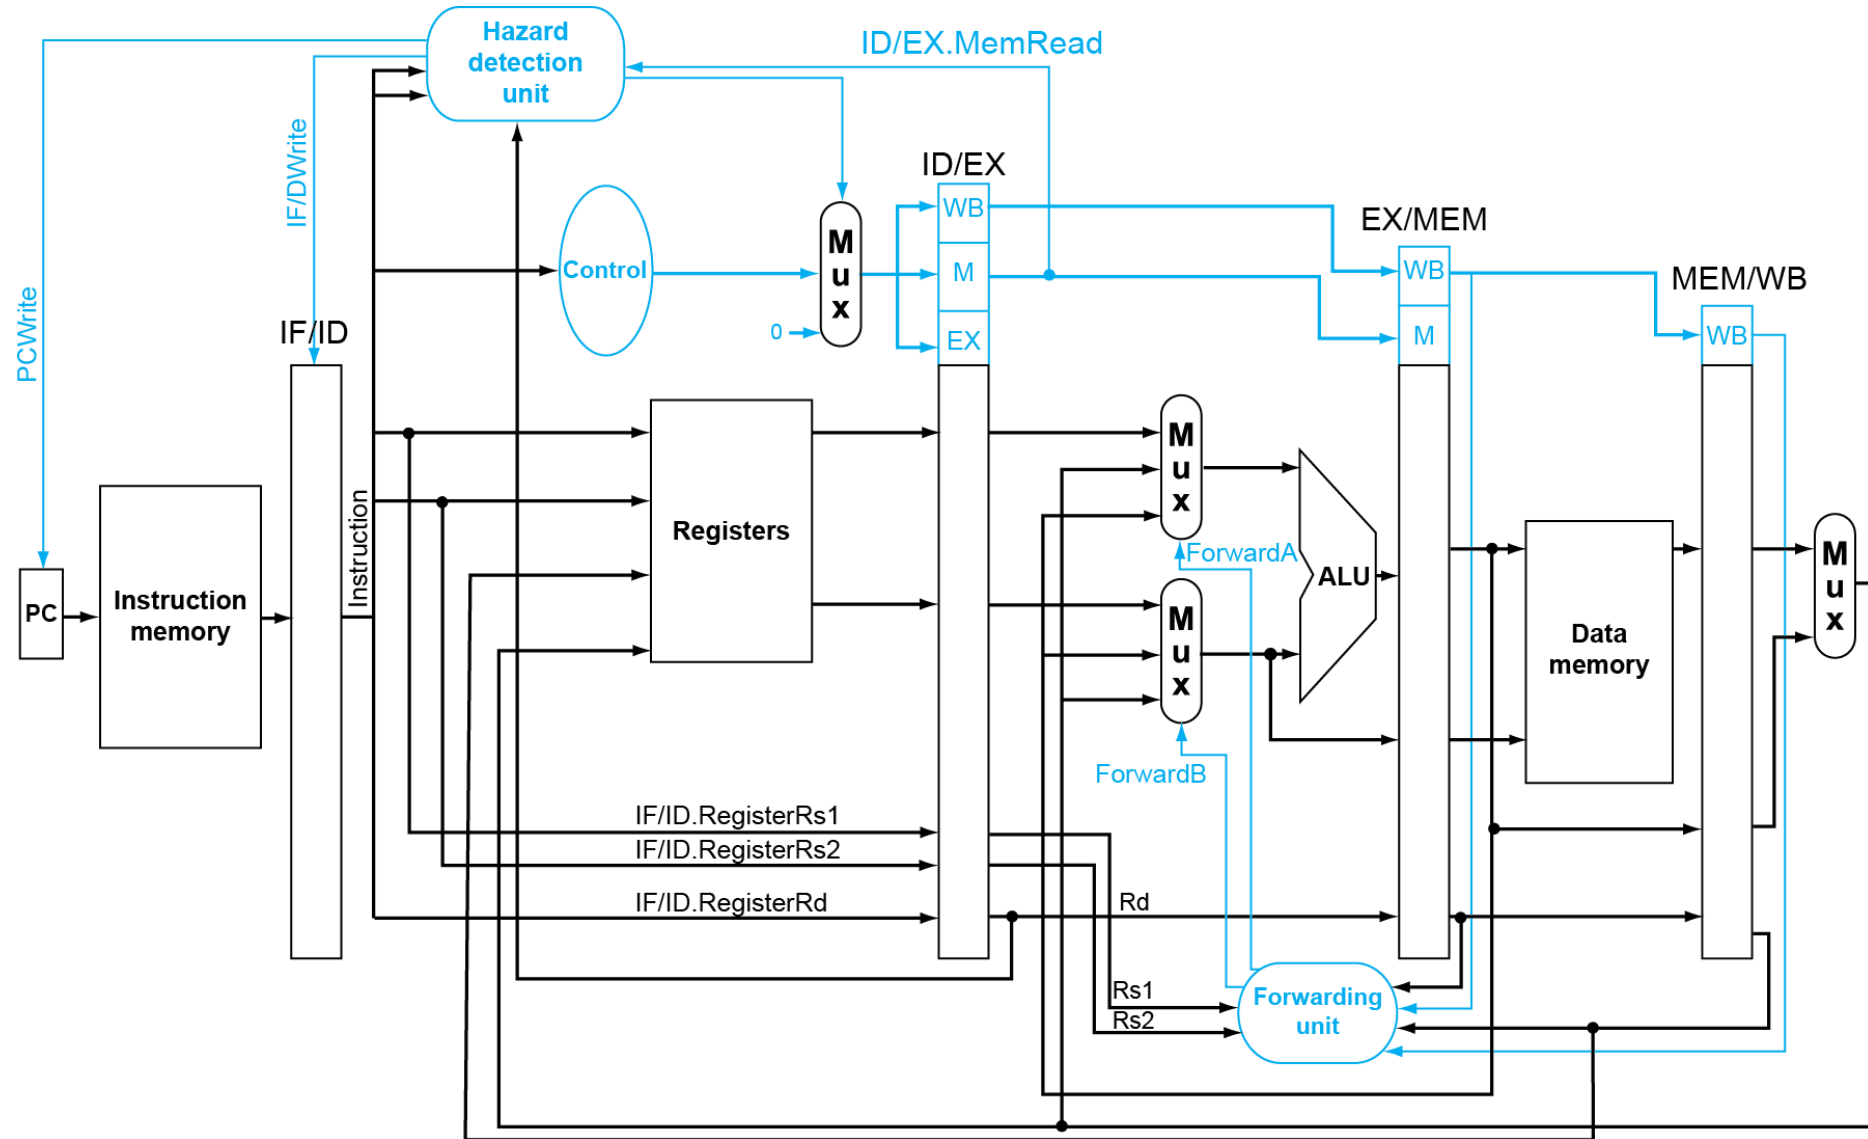 Hazard
detection
unit
ID/EX.MemRead
IF/DWrite
PCWrite
ID/EX
EX/MEM
MEM/WB
IF/ID
Control
0
M
u
x
WB
M
EX
WB
M
WB
Instruction
Registers
M
u
x
ForwardA
M
u
x
ForwardB
ALU
PC
Instruction
memory
Data
memory
M
u
x
IF/ID.RegisterRs1
IF/ID.RegisterRs2
IF/ID.RegisterRd
Rd
Rs1
Rs2
Forwarding
unit